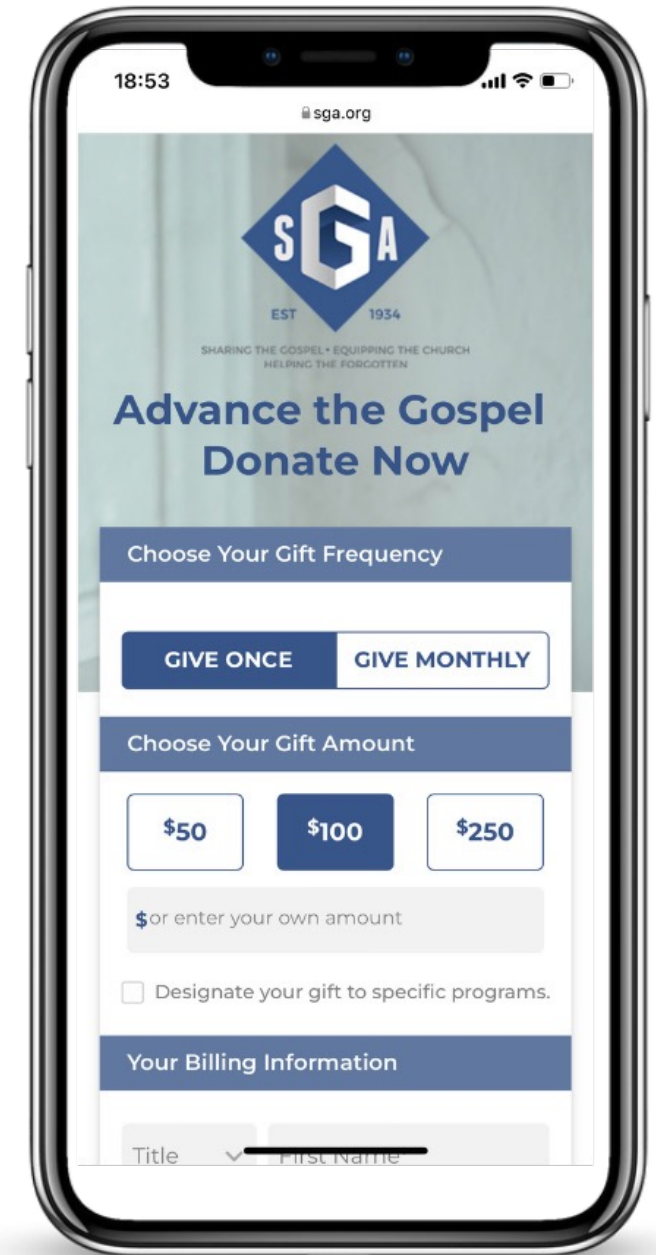 18:53
sga.org
SGA
EST 1934
SHARING THE GOSPEL • EQUIPPING THE CHURCH
HELPING THE FORGOTTEN
Advance the Gospel
Donate Now
Choose Your Gift Frequency
GIVE ONCE GIVE MONTHLY
Choose Your Gift Amount
$50 $100 $250
$or enter your own amount
Designate your gift to specific programs.
Your Billing Information
Title First Name